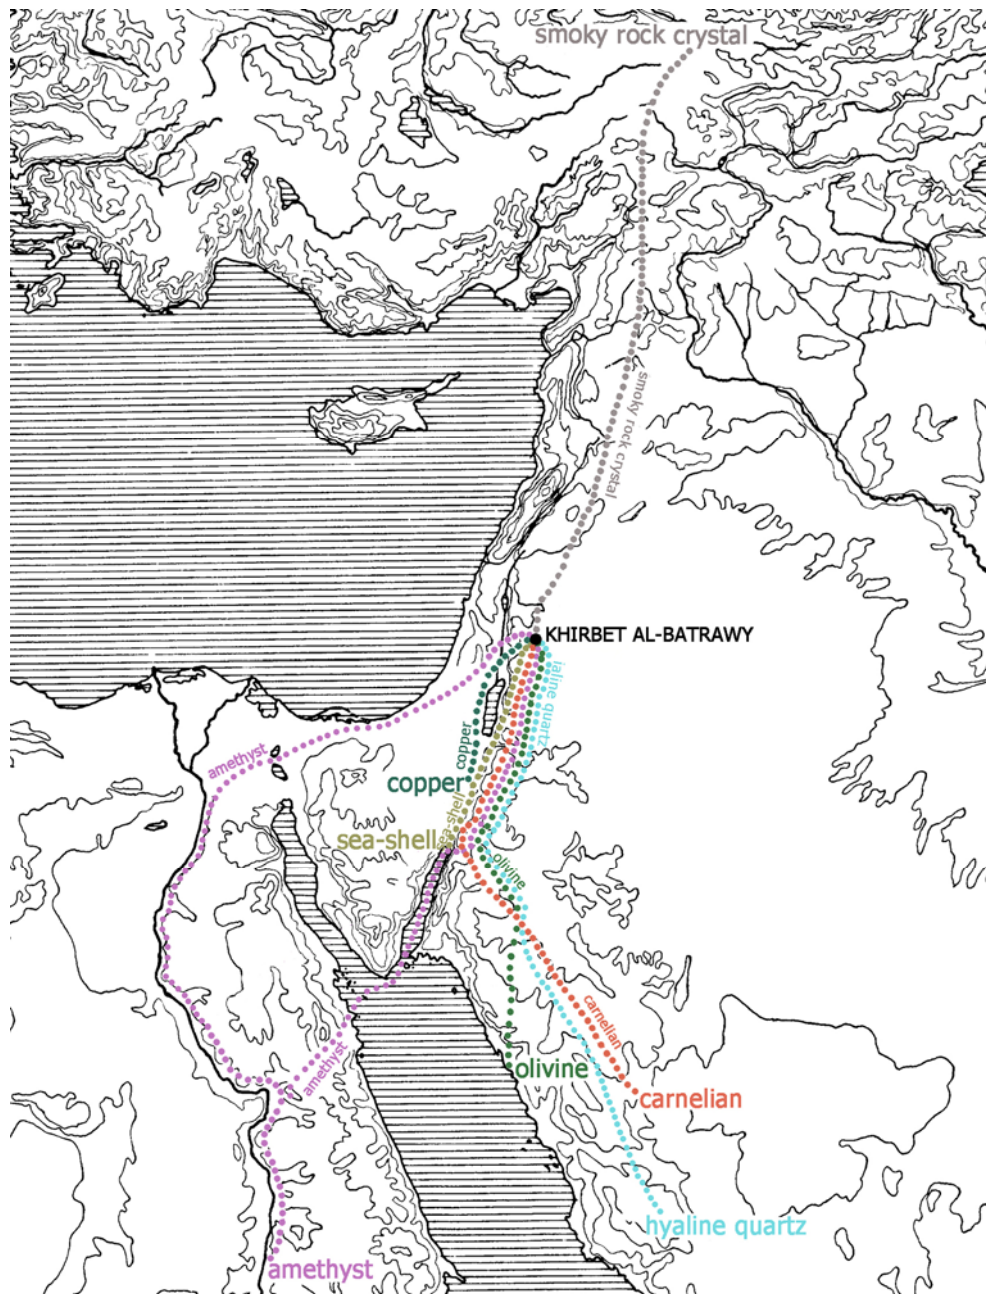 smoky rock crystal
smoky rock crystal
KHIRBET AL-BATRAWY
ialine quartz
amethyst
copper
copper
sea-shell
sea-shell
olivine
carnelian
amethyst
olivine
carnelian
hyaline quartz
amethyst